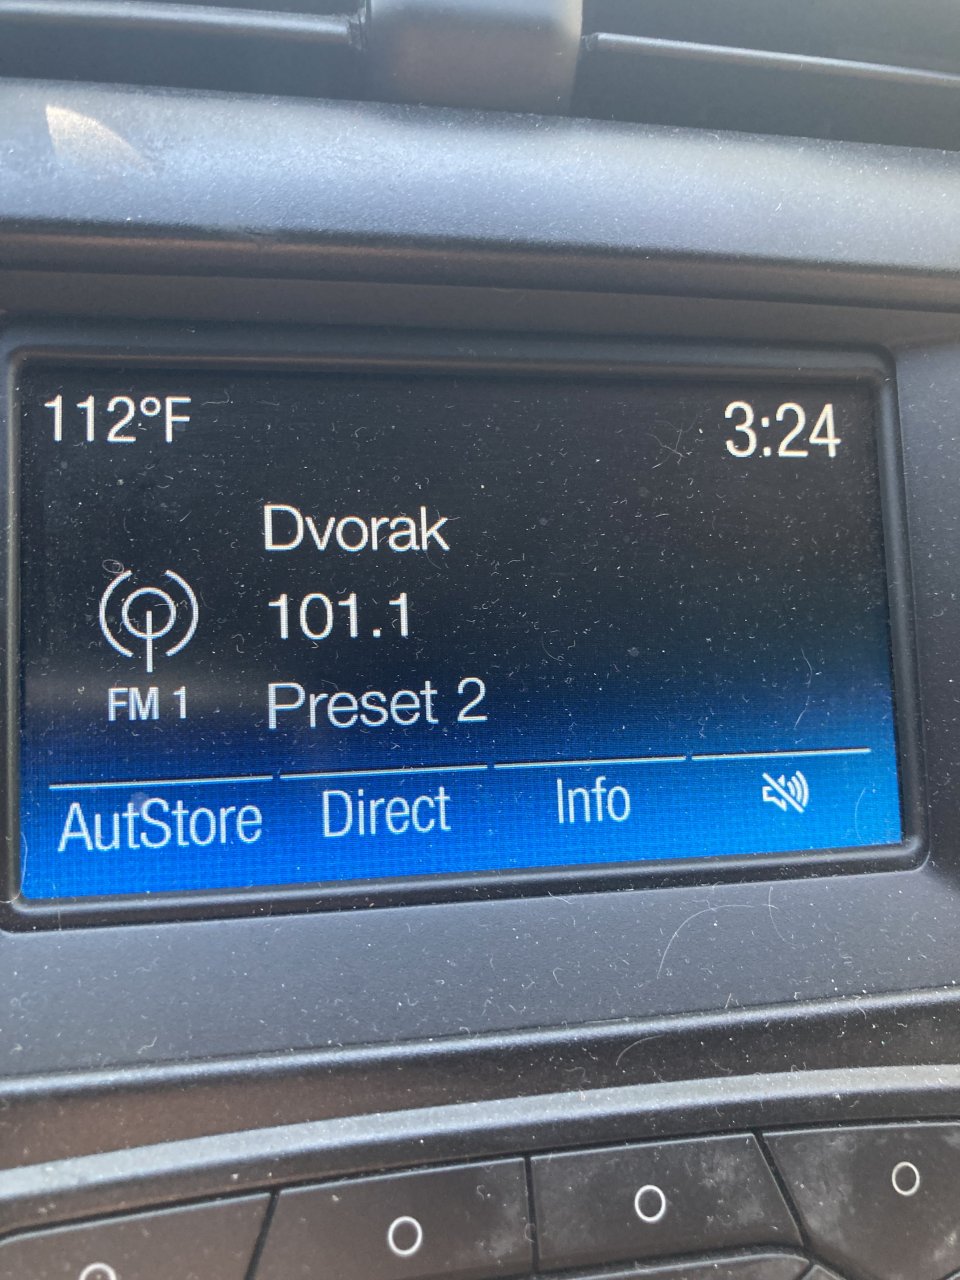 112°F 3:24
Dvorak
101.1
FM 1 Preset 2
AutStore Direct Info